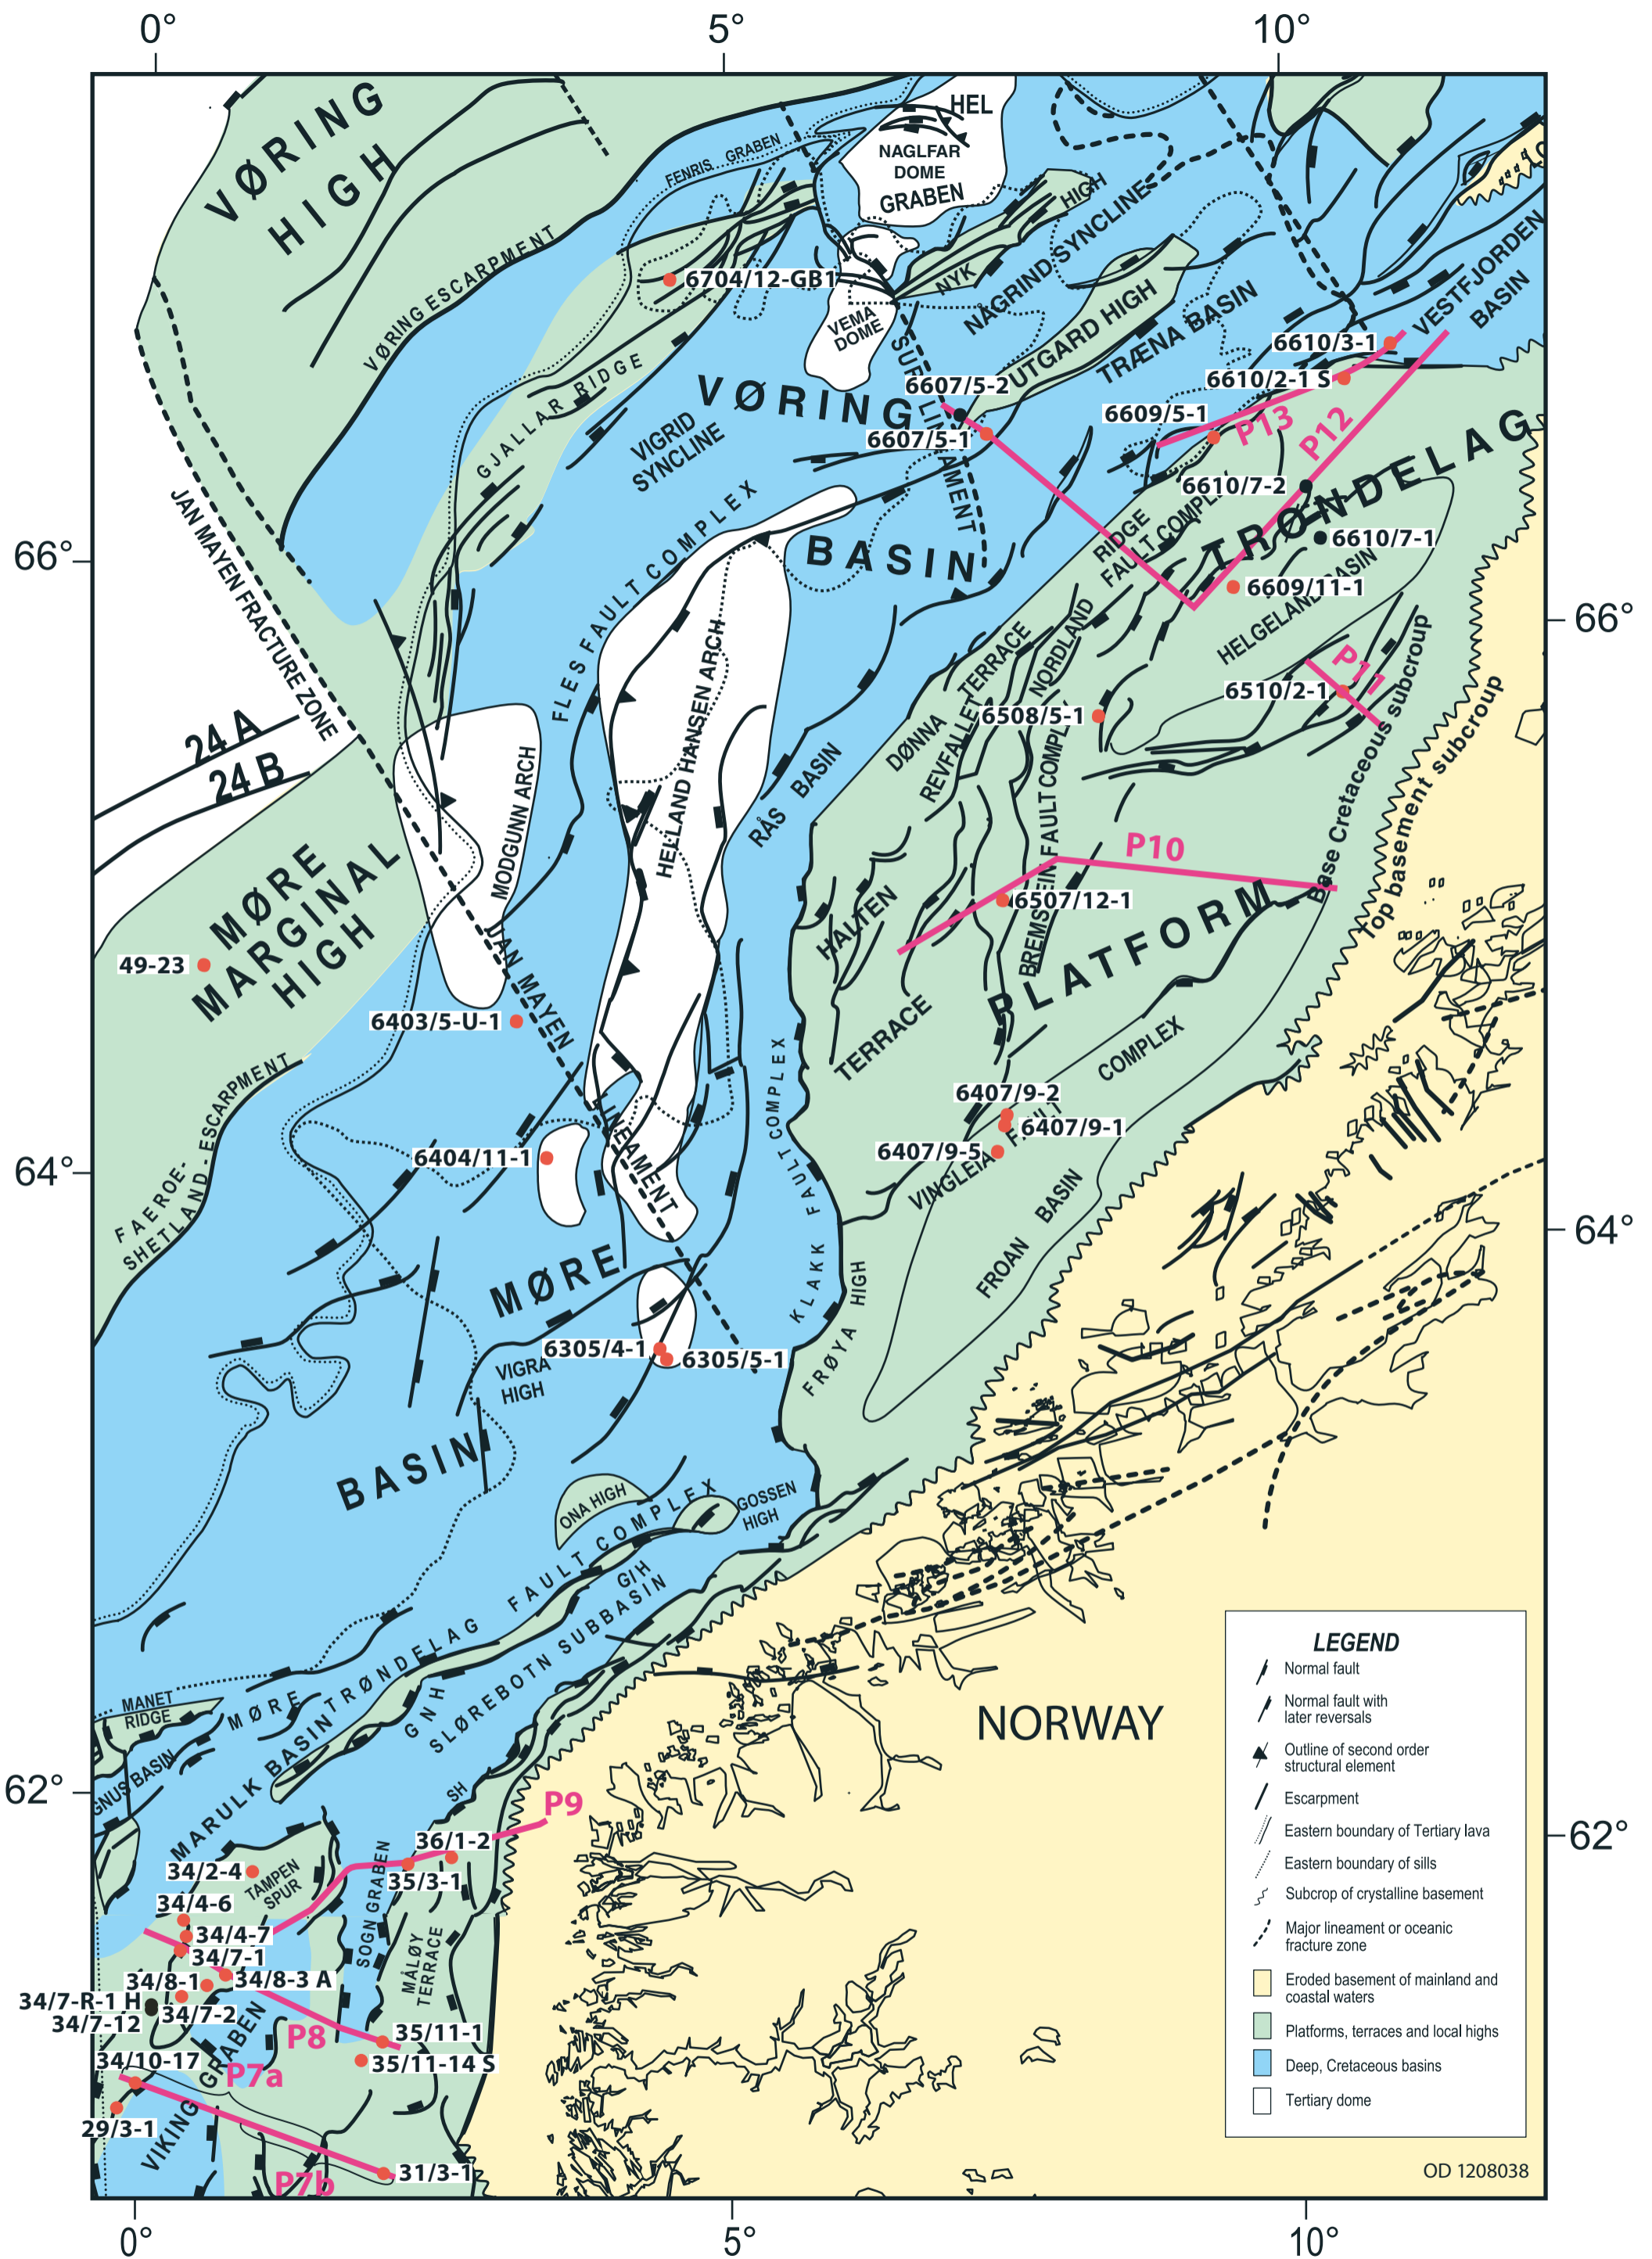 0°
5°
10°
VØRING
HIGH
HEL
NAGLFAR
DOME
GRABEN
FENRIS GRABEN
NYK
HIGH
NÅGRIND SYNCLINE
VØRING ESCARPMENT
6704/12-GB1
VEMA
DOME
UTGARD HIGH
TRÆNA BASIN
VESTFJORDEN
BASIN
6610/3-1
6610/2-1 S
6607/5-2
6609/5-1
P13
P12
6607/5-1
GJALLAR RIDGE
VIGRID
SYNCLINE
VØRING
BASIN
6610/7-2
TRØNDELAG
6610/7-1
RIDGE
FAULT COMPL
6609/11-1
HELGELAND BASIN
66°
66°
JAN MAYEN FRACTURE ZONE
FLES FAULT COMPLEX
HELLAND HANSEN ARCH
NORDLAND
DØNNA
TERRACE
REVFALLET
6508/5-1
P11
6510/2-1
Base Cretaceous subcroup
Top basement subcroup
24 A
24 B
MODGUNN ARCH
RÅS BASIN
BREMSTEIN FAULT COMPL
P10
6507/12-1
MØRE
MARGINAL
HIGH
49-23
HALTEN
TERRACE
PLATFORM
6403/5-U-1
JAN MAYEN
LINEAMENT
KLAKK FAULT COMPLEX
FAEROE-
SHETLAND-ESCARPMENT
6407/9-2
6407/9-1
6407/9-5
VINGLEIA FAULT
COMPLEX
64°
64°
6404/11-1
FROAN
BASIN
FRØYA HIGH
MØRE
BASIN
6305/4-1
6305/5-1
VIGRA
HIGH
ONA HIGH
GOSSEN
HIGH
MØRE TRØNDELAG FAULT COMPLEX
GIH
GNH
SLØREBOTN SUBBASIN
MANET
RIDGE
GNUS BASIN
MARULK BASIN
SH
62°
62°
NORWAY
P9
36/1-2
35/3-1
34/2-4
TAMPEN
SPUR
SOGN GRABEN
MÅLØY
TERRACE
34/4-6
34/4-7
34/7-1
34/8-1
34/8-3 A
34/7-R-1 H
34/7-2
34/7-12
P8
35/11-1
35/11-14 S
34/10-17
P7a
VIKING GRABEN
29/3-1
P7b
31/3-1
LEGEND
Normal fault
Normal fault with
later reversals
Outline of second order
structural element
Escarpment
Eastern boundary of Tertiary lava
Eastern boundary of sills
Subcrop of crystalline basement
Major lineament or oceanic
fracture zone
Eroded basement of mainland and
coastal waters
Platforms, terraces and local highs
Deep, Cretaceous basins
Tertiary dome
OD 1208038
0°
5°
10°